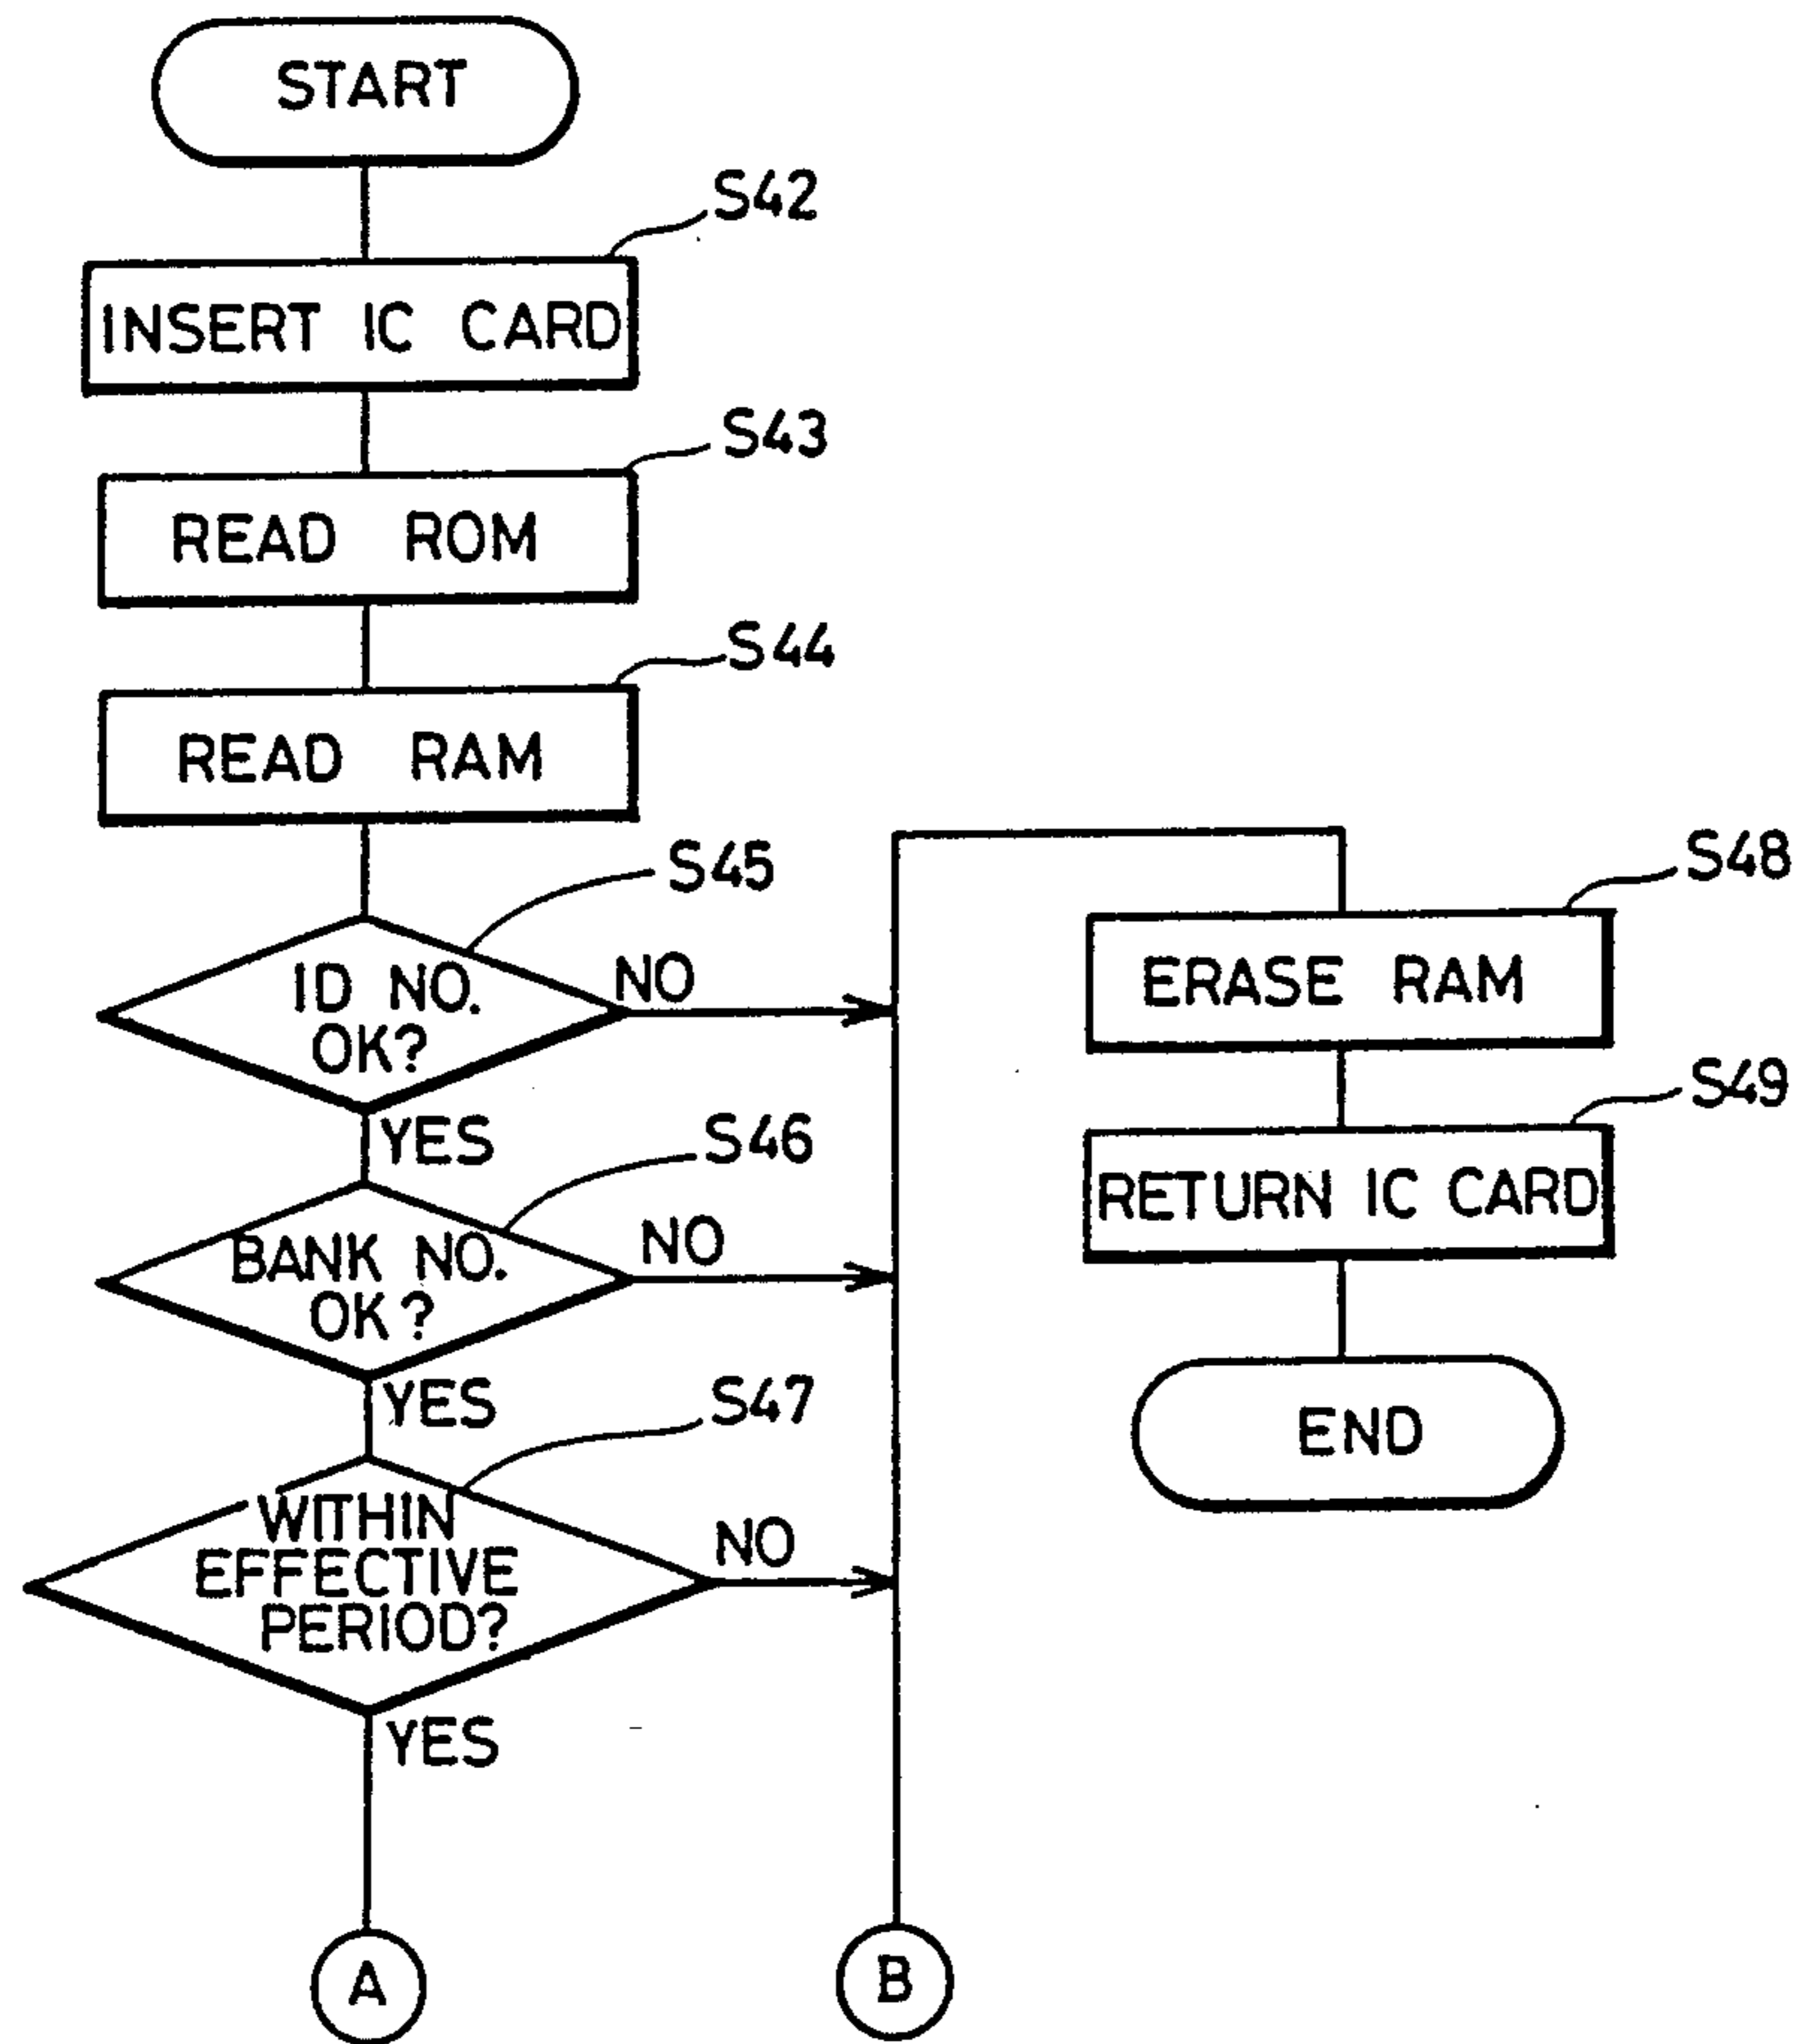 START
S42
INSERT IC CARD
S43
READ ROM
S44
READ RAM
S45
ID NO.
OK?
NO
YES
S46
BANK NO.
OK?
NO
YES
S47
WITHIN
EFFECTIVE
PERIOD?
NO
YES
A
B
S48
ERASE RAM
S49
RETURN IC CARD
END